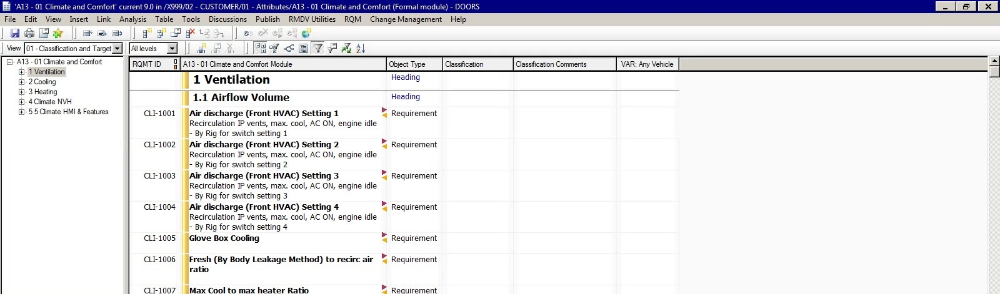 'A13 - 01 Climate and Comfort' current 9.0 in /X999/02 - CUSTOMER/01 - Attributes/A13 - 01 Climate and Comfort (Formal module) - DOORS
File Edit View Insert Link Analysis Table Tools Discussions Publish RMDV Utilities RQM Change Management Help
View 01 - Classification and Target All levels
A13 - 01 Climate and Comfort
1 Ventilation
2 Cooling
3 Heating
4 Climate NVH
5 5 Climate HMI & Features
RQMT ID A13 - 01 Climate and Comfort Module Object Type Classification Classification Comments VAR: Any Vehicle
1 Ventilation Heading
1.1 Airflow Volume Heading
CLI-1001 Air discharge (Front HVAC) Setting 1 Requirement
Recirculation IP vents, max. cool, AC ON, engine idle
- By Rig for switch setting 1
CLI-1002 Air discharge (Front HVAC) Setting 2 Requirement
Recirculation IP vents, max. cool, AC ON, engine idle
- By Rig for switch setting 2
CLI-1003 Air discharge (Front HVAC) Setting 3 Requirement
Recirculation IP vents, max. cool, AC ON, engine idle
- By Rig for switch setting 3
CLI-1004 Air discharge (Front HVAC) Setting 4 Requirement
Recirculation IP vents, max. cool, AC ON, engine idle
- By Rig for switch setting 4
CLI-1005 Glove Box Cooling Requirement
CLI-1006 Fresh (By Body Leakage Method) to recirc air Requirement
ratio
CLI-1007 Max Cool to max heater Ratio Requirement